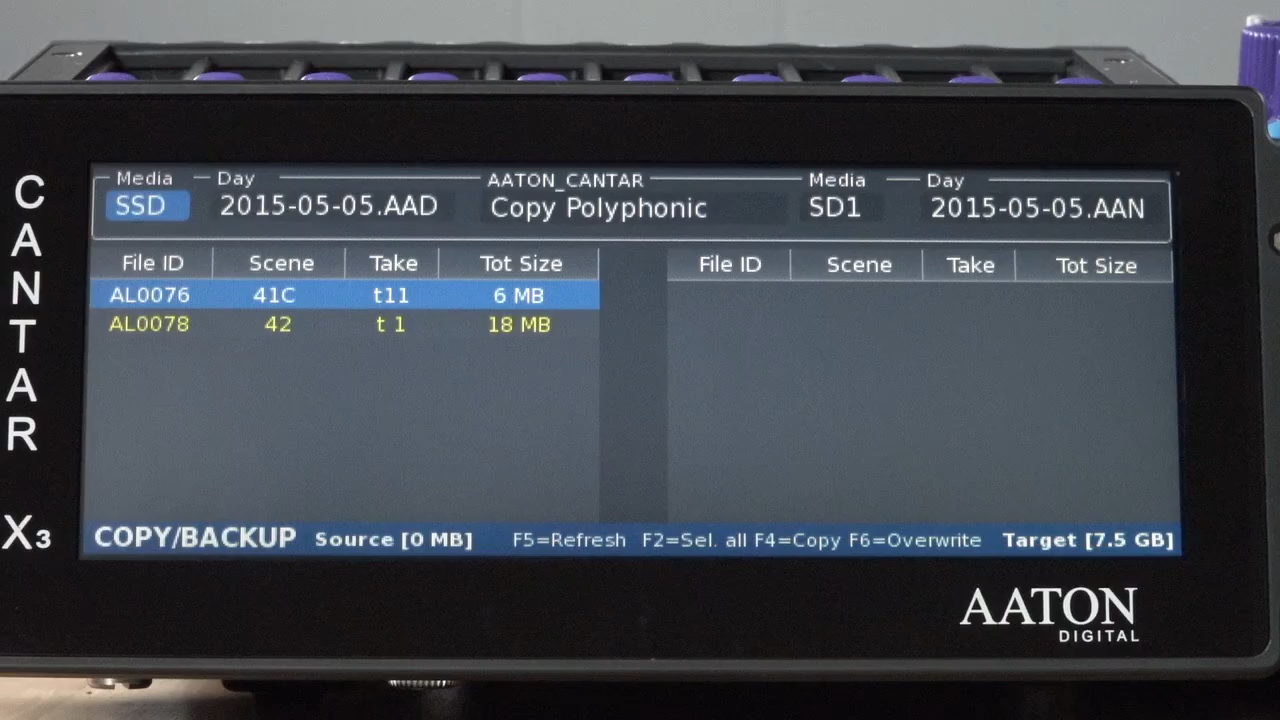 CANTAR X3
Media Day AATON_CANTAR Media Day
SSD 2015-05-05.AAD Copy Polyphonic SD1 2015-05-05.AAN
File ID Scene Take Tot Size File ID Scene Take Tot Size
AL0076 41C t11 6 MB
AL0078 42 t 1 18 MB
COPY/BACKUP Source [0 MB] F5=Refresh F2=Sel. all F4=Copy F6=Overwrite Target [7.5 GB]
AATON
DIGITAL